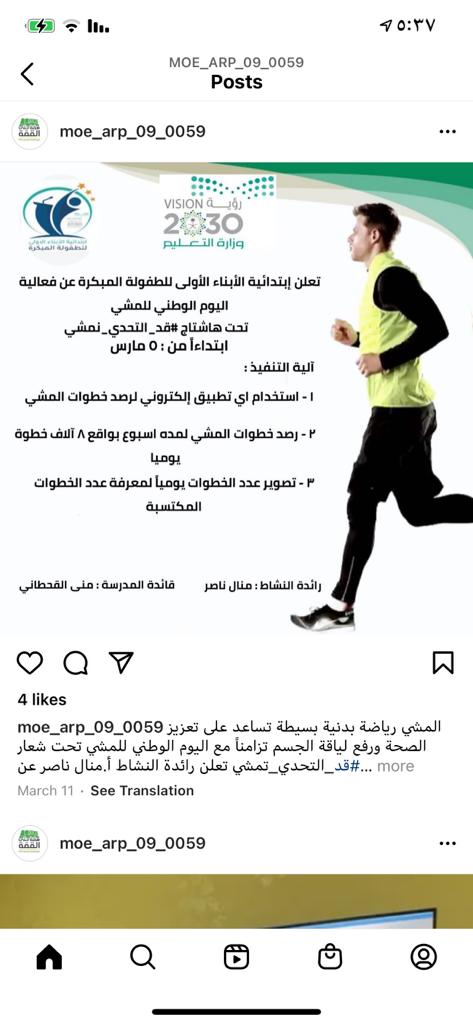 ٥:٣٧
MOE_ARP_09_0059
Posts
moe_arp_09_0059
رؤيــة VISION
2030
وزارة التعـــليم
ابتدائية الأبناء الأولى
للطفولة المبكرة
تعلن إبتدائية الأبناء الأولى للطفولة المبكرة عن فعالية
اليوم الوطني للمشي
تحت هاشتاج #قد_التحدي_نمشي
ابتداءاً من : ٥ مارس
آلية التنفيذ :
١ - استخدام اي تطبيق إلكتروني لرصد خطوات المشي
٢ - رصد خطوات المشي لمده اسبوع بواقع ٨ آلاف خطوة
يوميا
٣ - تصوير عدد الخطوات يومياً لمعرفة عدد الخطوات
المكتسبة
رائدة النشاط : منال ناصر
قائدة المدرسة : منى القحطاني
4 likes
moe_arp_09_0059 المشي رياضة بدنية بسيطة تساعد على تعزيز
الصحة ورفع لياقة الجسم تزامناً مع اليوم الوطني للمشي تحت شعار
#قد_التحدي_تمشي تعلن رائدة النشاط أ.منال ناصر عن... more
March 11 · See Translation
moe_arp_09_0059